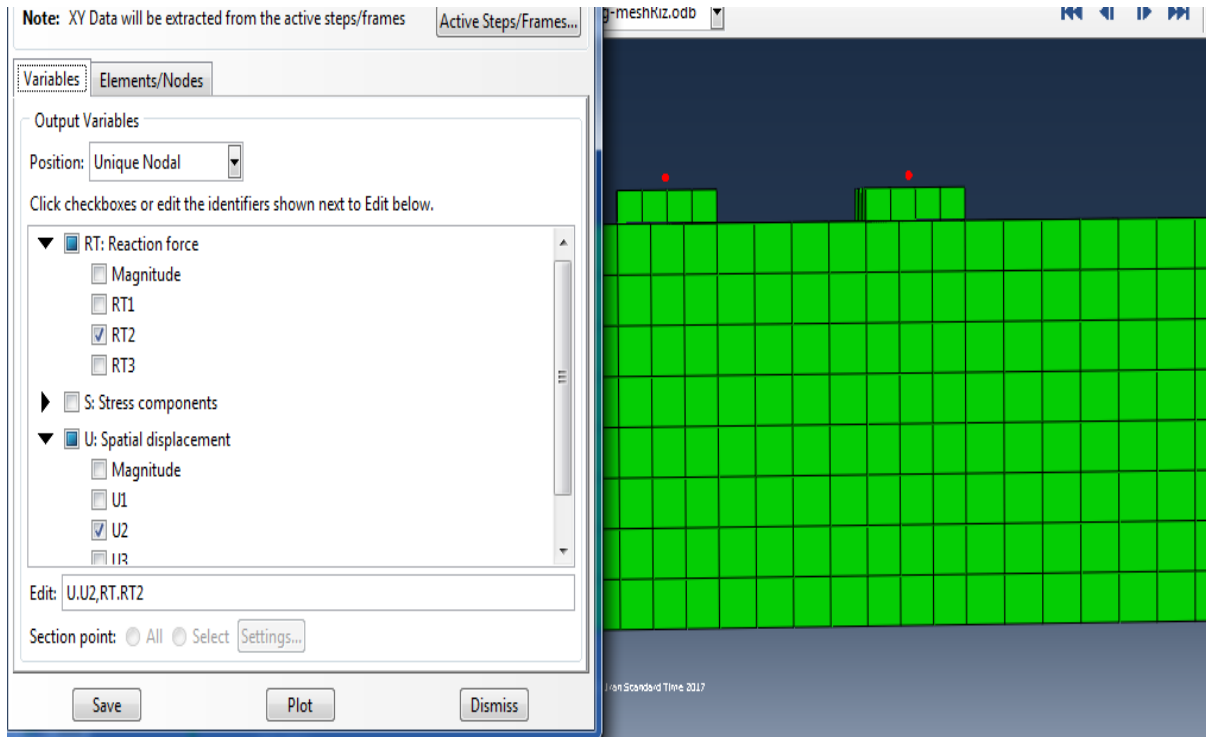 Note: XY Data will be extracted from the active steps/frames
Active Steps/Frames...
g-meshRiz.odb
Variables
Elements/Nodes
Output Variables
Position: Unique Nodal
Click checkboxes or edit the identifiers shown next to Edit below.
RT: Reaction force
Magnitude
RT1
RT2
RT3
S: Stress components
U: Spatial displacement
Magnitude
U1
U2
U3
Edit: U.U2,RT.RT2
Section point: All Select Settings...
Save
Plot
Dismiss
Standard Time 2017